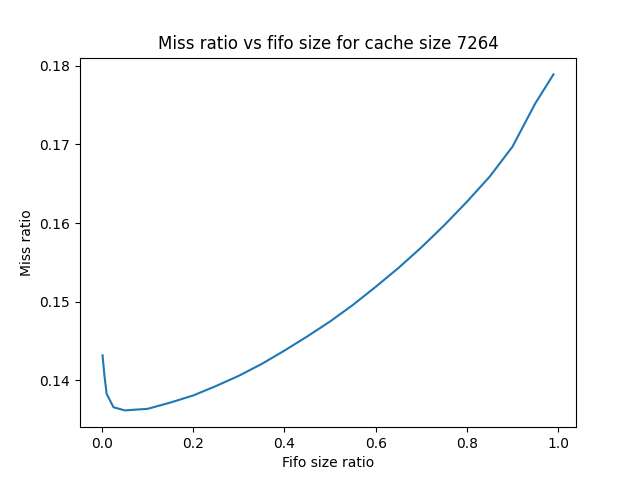 Miss ratio vs fifo size for cache size 7264
0.18
0.17
0.16
0.15
0.14
Miss ratio
0.0 0.2 0.4 0.6 0.8 1.0
Fifo size ratio